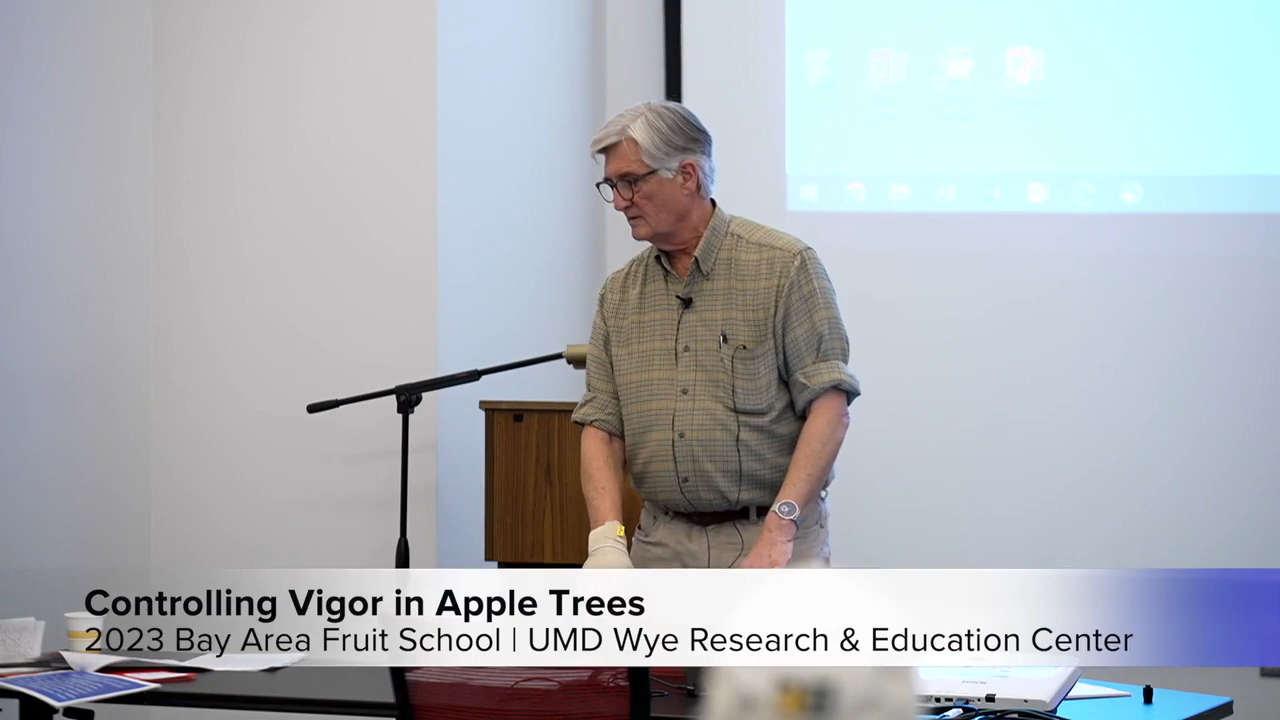 Controlling Vigor in Apple Trees
2023 Bay Area Fruit School | UMD Wye Research & Education Center